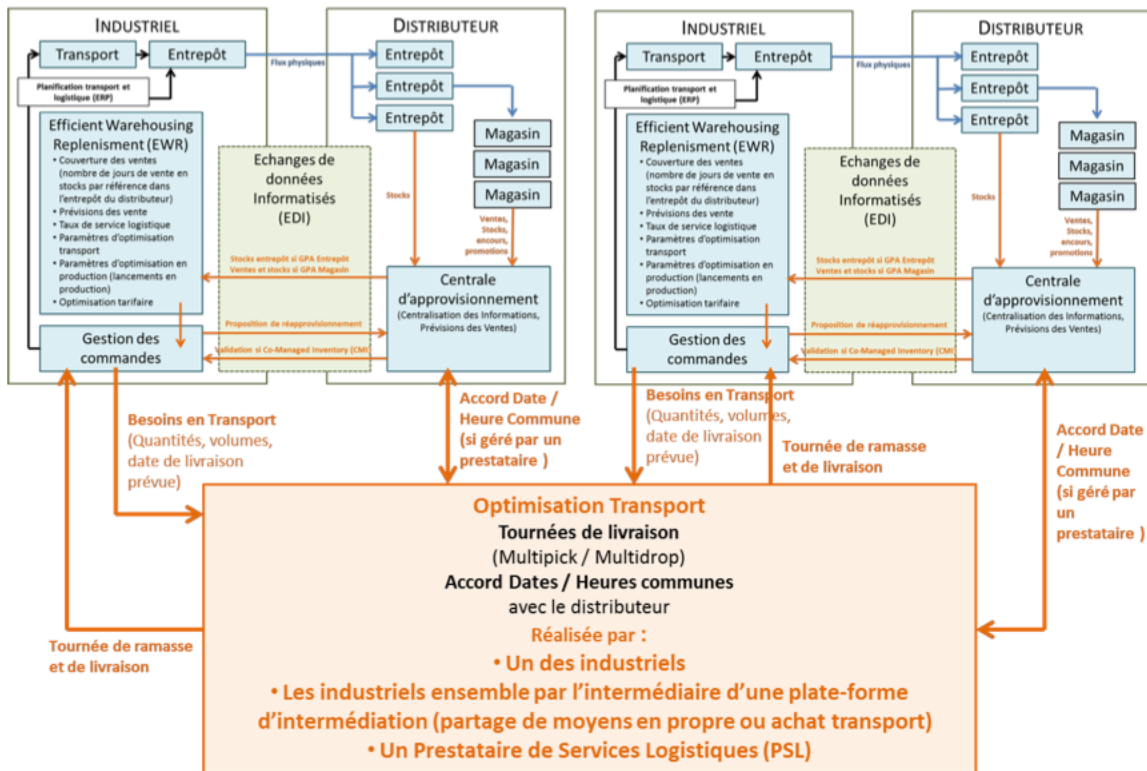 INDUSTRIEL
DISTRIBUTEUR
Transport
Entrepôt
Flux physiques
Planification transport et
logistique (ERP)
Entrepôt
Entrepôt
Entrepôt
Efficient Warehousing
Replenisment (EWR)
• Couverture des ventes
(nombre de jours de vente en
stocks par référence dans
l'entrepôt du distributeur)
• Prévisions des vente
• Taux de service logistique
• Paramètres d'optimisation
transport
• Paramètres d'optimisation en
production (lancements en
production)
• Optimisation tarifaire
Echanges de
données
Informatisés
(EDI)
Magasin
Magasin
Magasin
Stocks
Ventes,
Stocks,
encours,
promotions
Stocks entrepôt si GPA Entrepôt
Ventes et stocks si GPA Magasin
Centrale
d'approvisionnement
(Centralisation des Informations,
Prévisions des Ventes)
Gestion des
commandes
Proposition de réapprovisionnement
Validation si Co-Managed Inventory (CMI)
INDUSTRIEL
DISTRIBUTEUR
Transport
Entrepôt
Flux physiques
Planification transport et
logistique (ERP)
Entrepôt
Entrepôt
Entrepôt
Efficient Warehousing
Replenisment (EWR)
• Couverture des ventes
(nombre de jours de vente en
stocks par référence dans
l'entrepôt du distributeur)
• Prévisions des vente
• Taux de service logistique
• Paramètres d'optimisation
transport
• Paramètres d'optimisation en
production (lancements en
production)
• Optimisation tarifaire
Echanges de
données
Informatisés
(EDI)
Magasin
Magasin
Magasin
Stocks
Ventes,
Stocks,
encours,
promotions
Stocks entrepôt si GPA Entrepôt
Ventes et stocks si GPA Magasin
Centrale
d'approvisionnement
(Centralisation des Informations,
Prévisions des Ventes)
Gestion des
commandes
Proposition de réapprovisionnement
Validation si Co-Managed Inventory (CMI)
Besoins en Transport
(Quantités, volumes,
date de livraison
prévue)
Accord Date /
Heure Commune
(si géré par un
prestataire )
Besoins en Transport
(Quantités, volumes,
date de livraison
prévue)
Tournée de ramasse
et de livraison
Accord Date
/ Heure
Commune
(si géré par
un
prestataire )
Optimisation Transport
Tournées de livraison
(Multipick / Multidrop)
Accord Dates / Heures communes
avec le distributeur
Réalisée par :
• Un des industriels
• Les industriels ensemble par l'intermédiaire d'une plate-forme
d'intermédiation (partage de moyens en propre ou achat transport)
• Un Prestataire de Services Logistiques (PSL)
Tournée de ramasse
et de livraison